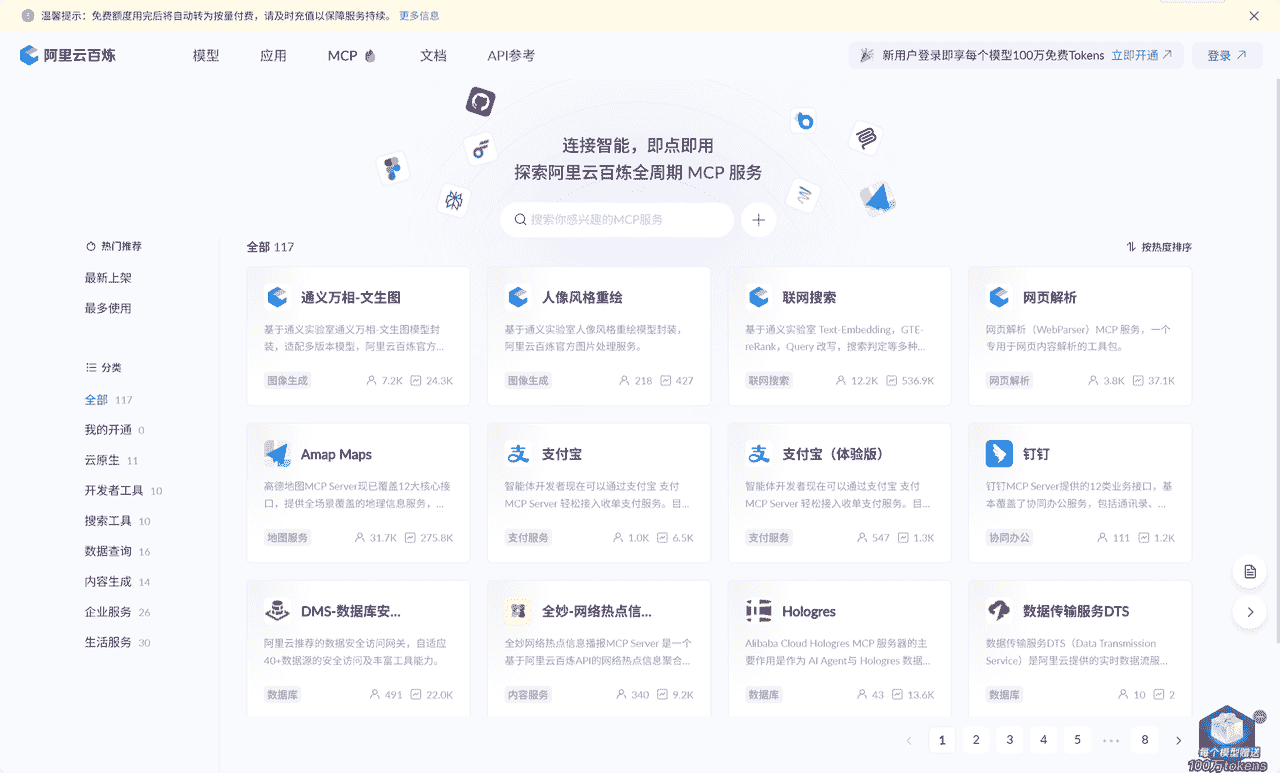 温馨提示：免费额度用完后将自动转为按量付费，请及时充值以保障服务持续。 更多信息
阿里云百炼
模型 应用 MCP 文档 API参考
新用户登录即享每个模型100万免费Tokens 立即开通
登录
连接智能，即点即用
探索阿里云百炼全周期 MCP 服务
搜索你感兴趣的MCP服务
热门推荐
最新上架
最多使用
分类
全部 117
我的开通 0
云原生 11
开发者工具 10
搜索工具 10
数据查询 16
内容生成 14
企业服务 26
生活服务 30
全部 117
按热度排序
通义万相-文生图
基于通义实验室通义万相-文生图模型封
装，适配多版本模型，阿里云百炼官方...
图像生成 7.2K 24.3K
人像风格重绘
基于通义实验室人像风格重绘模型封装，
阿里云百炼官方图片处理服务。
图像生成 218 427
联网搜索
基于通义实验室 Text-Embedding，GTE-
reRank，Query 改写，搜索判定等多种...
联网搜索 12.2K 536.9K
网页解析
网页解析（WebParser）MCP 服务，一个
专用于网页内容解析的工具包。
网页解析 3.8K 37.1K
Amap Maps
高德地图MCP Server现已覆盖12大核心接
口，提供全场景覆盖的地理信息服务，...
地图服务 31.7K 275.8K
支付宝
智能体开发者现在可以通过支付宝 支付
MCP Server 轻松接入收单支付服务。目...
支付服务 1.0K 6.5K
支付宝（体验版）
智能体开发者现在可以通过支付宝 支付
MCP Server 轻松接入收单支付服务。目...
支付服务 547 1.3K
钉钉
钉钉MCP Server提供的12类业务接口，基
本覆盖了协同办公服务，包括通讯录、...
协同办公 111 1.2K
DMS-数据库安...
阿里云推荐的数据安全访问网关，自适应
40+数据源的安全访问及丰富工具能力。
数据库 491 22.0K
全妙-网络热点信...
全妙网络热点信息播报MCP Server 是一个
基于阿里云百炼API的网络热点信息聚合...
内容服务 340 9.2K
Hologres
Alibaba Cloud Hologres MCP 服务器的主
要作用是作为 AI Agent与 Hologres 数据...
数据库 43 13.6K
数据传输服务DTS
数据传输服务DTS（Data Transmission
Service）是阿里云提供的实时数据流服...
数据库 10 2
1 2 3 4 5 ••• 8
每个模型赠送
100万tokens